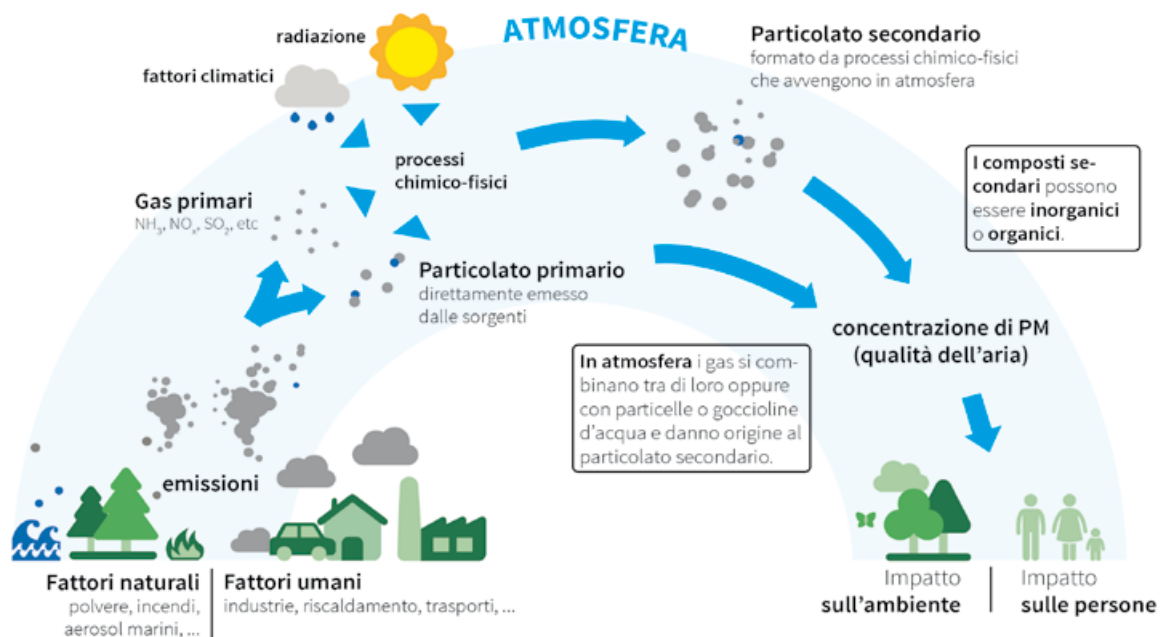 ATMOSFERA
radiazione
fattori climatici
Particolato secondario
formato da processi chimico-fisici
che avvengono in atmosfera
processi
chimico-fisici
I composti se-
condari possono
essere inorganici
o organici.
Gas primari
NH₃, NOₓ, SO₂, etc
Particolato primario
direttamente emesso
dalle sorgenti
concentrazione di PM
(qualità dell'aria)
In atmosfera i gas si com-
binano tra di loro oppure
con particelle o goccioline
d'acqua e danno origine al
particolato secondario.
emissioni
Fattori naturali
polvere, incendi,
aerosol marini, ...
Fattori umani
industrie, riscaldamento, trasporti, ...
Impatto
sull'ambiente
Impatto
sulle persone